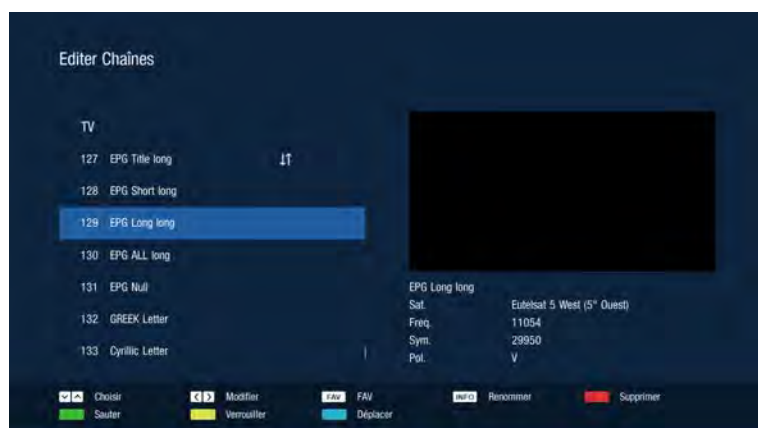 Editer Chaînes
TV
127 EPG Title long
128 EPG Short long
129 EPG Long long
130 EPG ALL long
131 EPG Null
132 GREEK Letter
133 Cyrillic Letter
EPG Long long
Sat. Eutelsat 5 West (5° Ouest)
Freq. 11054
Sym. 29950
Pol. V
Choisir Modifier FAV FAV INFO Renommer Supprimer
Sauter Verrouiller Déplacer